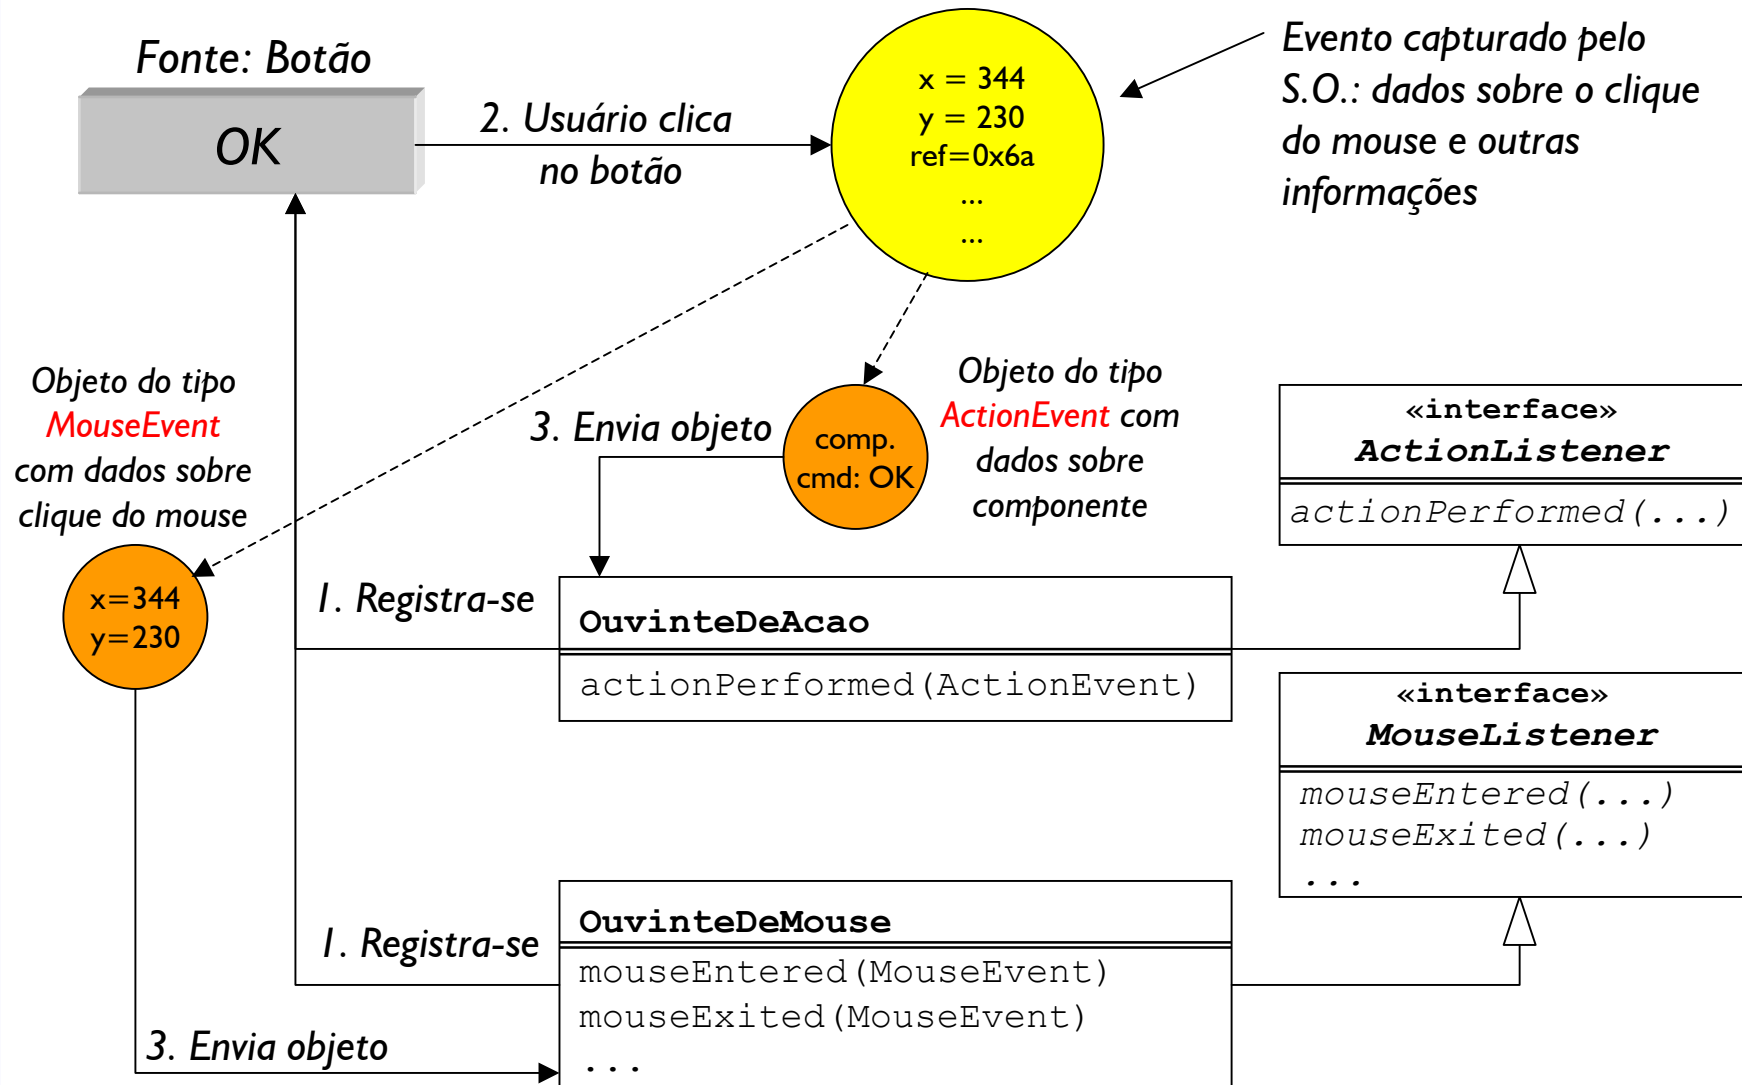 Fonte: Botão
OK
2. Usuário clica
no botão
x = 344
y = 230
ref=0x6a
...
...
Evento capturado pelo
S.O.: dados sobre o clique
do mouse e outras
informações
Objeto do tipo
MouseEvent
com dados sobre
clique do mouse
x=344
y=230
3. Envia objeto
comp.
cmd: OK
Objeto do tipo
ActionEvent com
dados sobre
componente
«interface»
ActionListener
actionPerformed(...)
1. Registra-se
OuvinteDeAcao
actionPerformed(ActionEvent)
«interface»
MouseListener
mouseEntered(...)
mouseExited(...)
...
1. Registra-se
OuvinteDeMouse
mouseEntered(MouseEvent)
mouseExited(MouseEvent)
...
3. Envia objeto